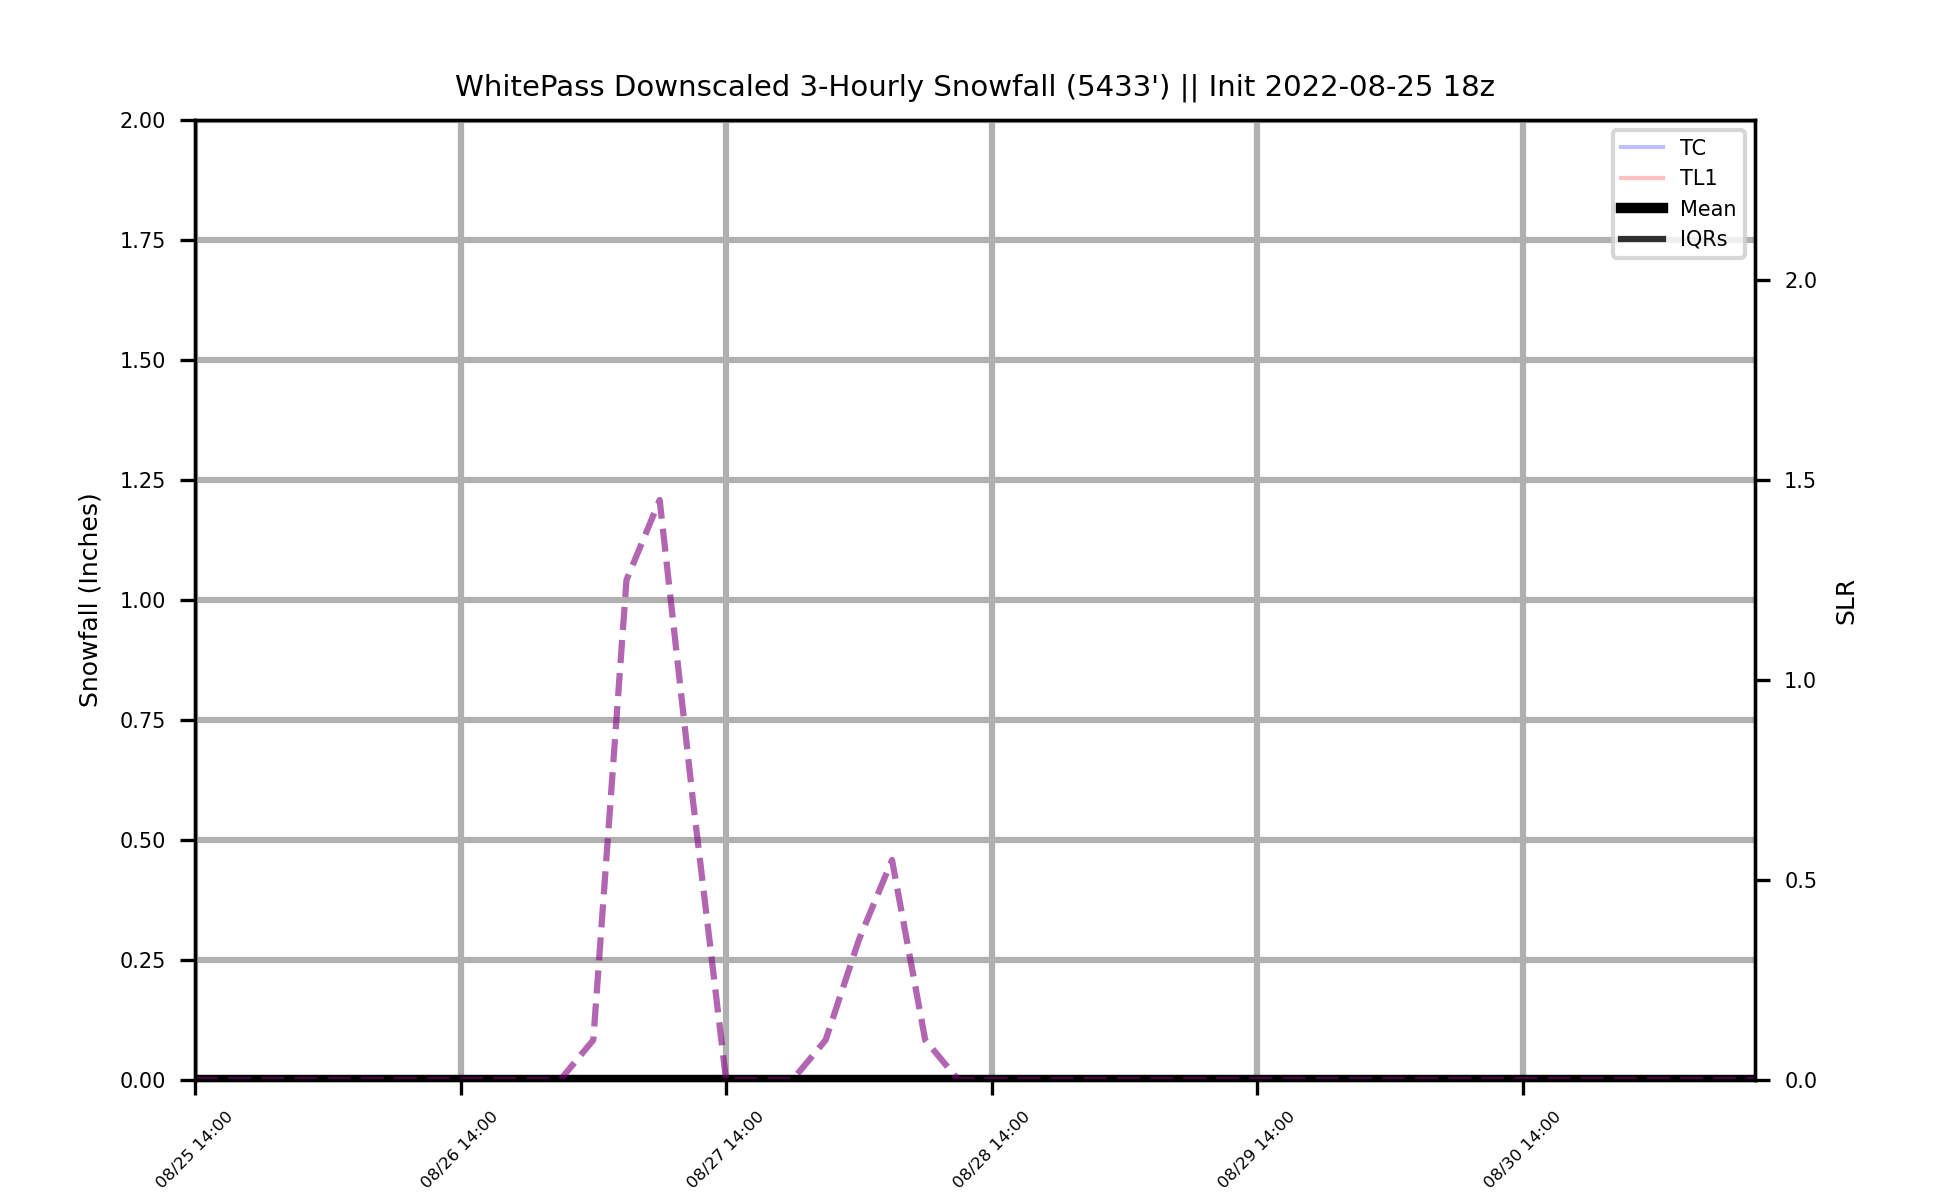 WhitePass Downscaled 3-Hourly Snowfall (5433') || Init 2022-08-25 18z
2.00
1.75
1.50
1.25
1.00
0.75
0.50
0.25
0.00
Snowfall (Inches)
TC
TL1
Mean
IQRs
2.0
1.5
1.0
0.5
0.0
SLR
08/25 14:00
08/26 14:00
08/27 14:00
08/28 14:00
08/29 14:00
08/30 14:00